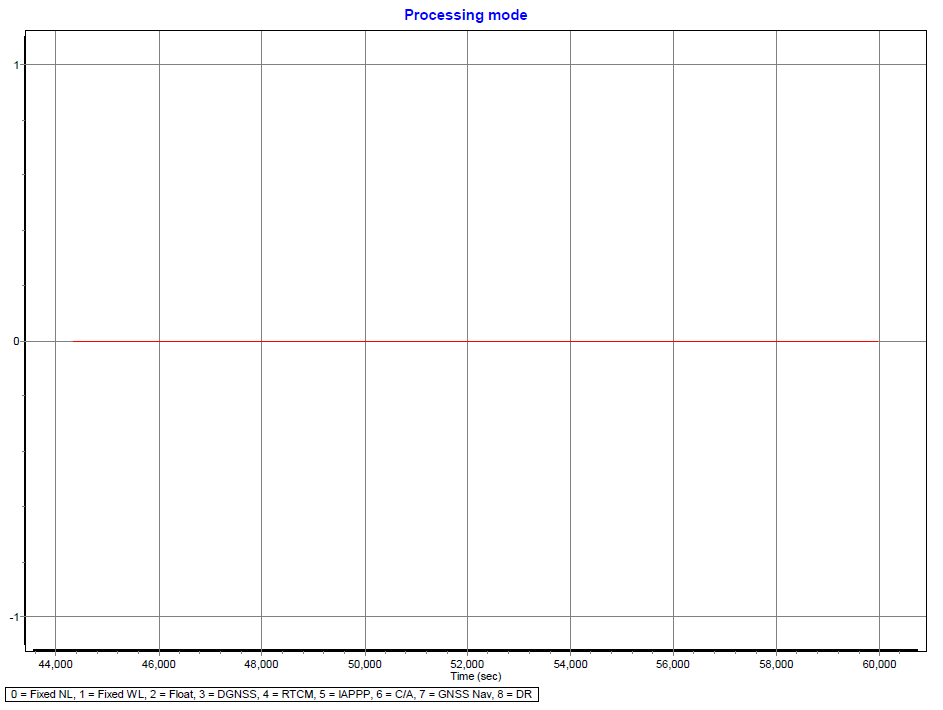 Processing mode
1
0
-1
44,000 46,000 48,000 50,000 52,000 54,000 56,000 58,000 60,000
Time (sec)
0 = Fixed NL, 1 = Fixed WL, 2 = Float, 3 = DGNSS, 4 = RTCM, 5 = IAPPP, 6 = C/A, 7 = GNSS Nav, 8 = DR